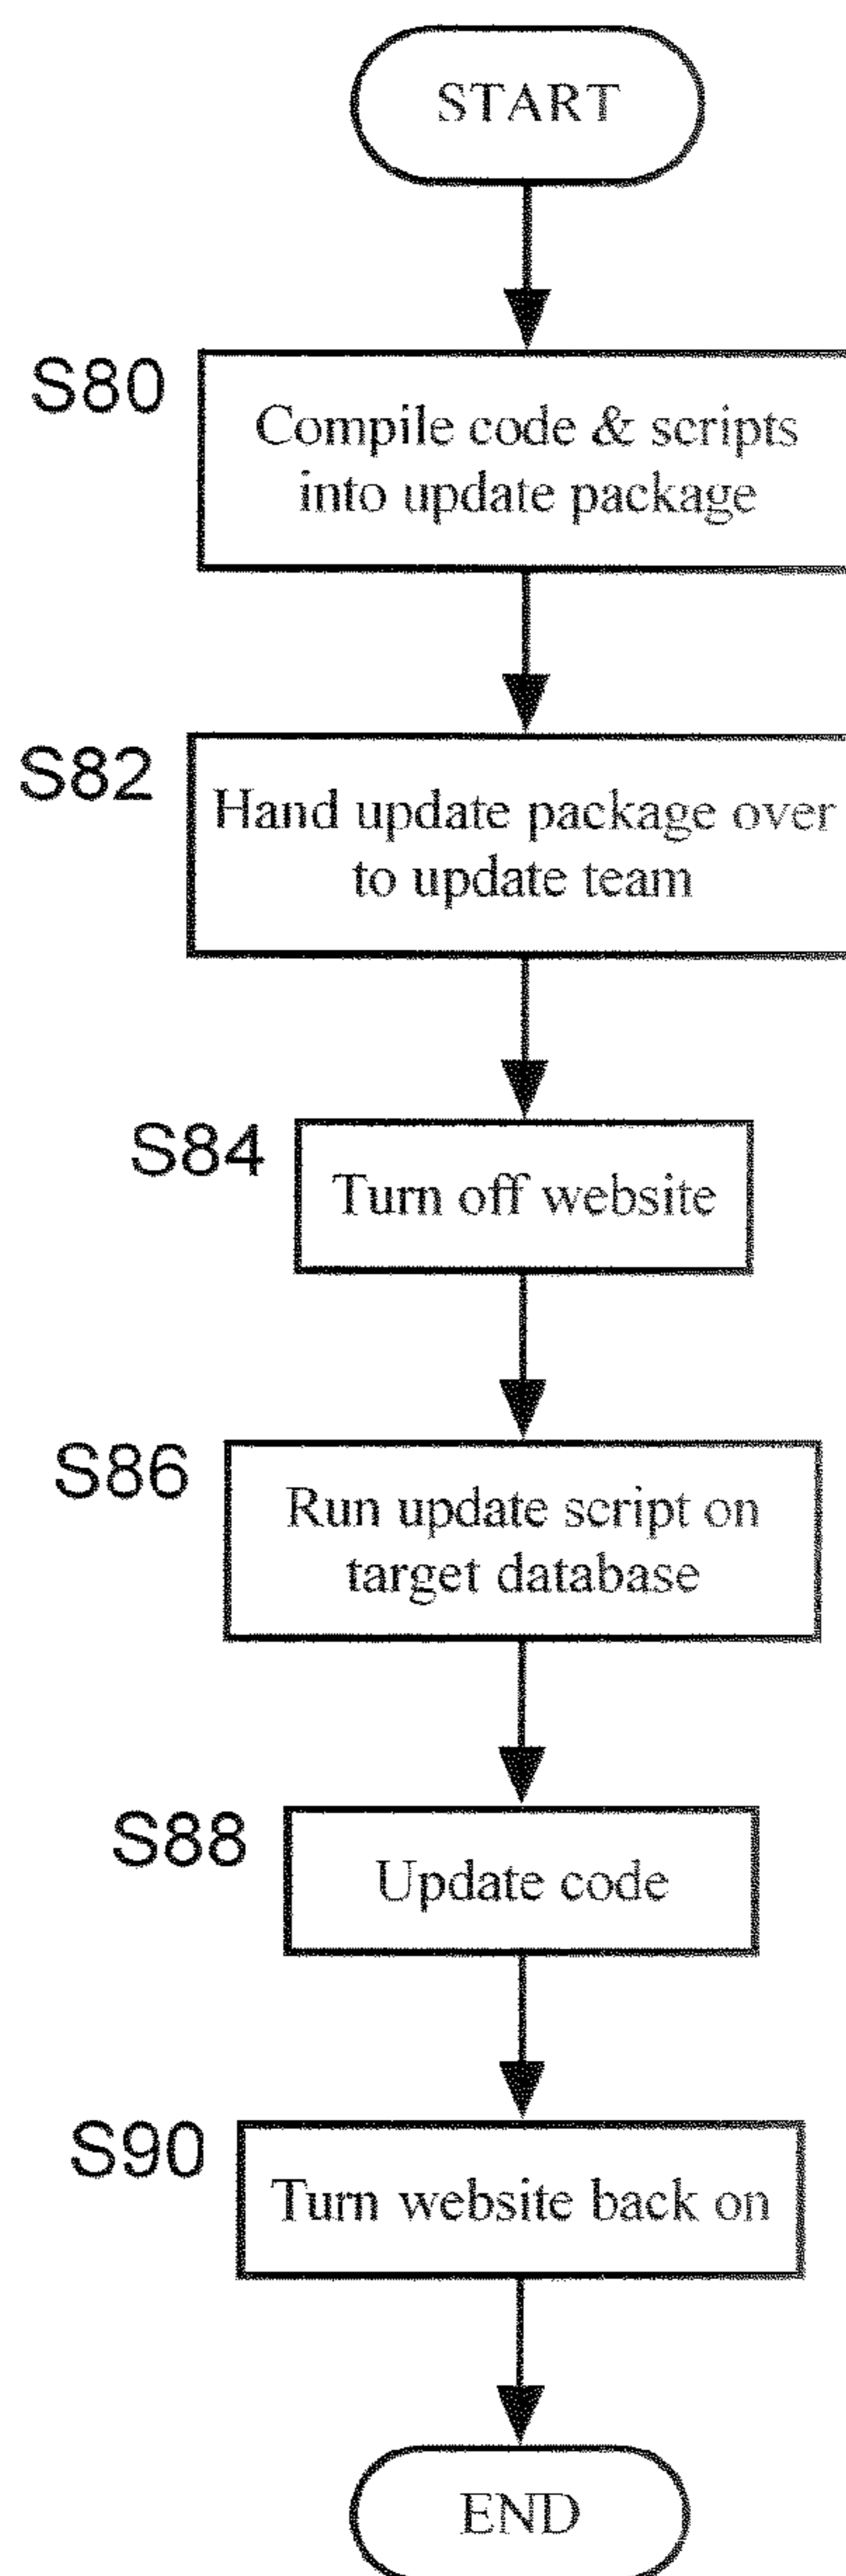 START
S80
Compile code & scripts
into update package
S82
Hand update package over
to update team
S84
Turn off website
S86
Run update script on
target database
S88
Update code
S90
Turn website back on
END